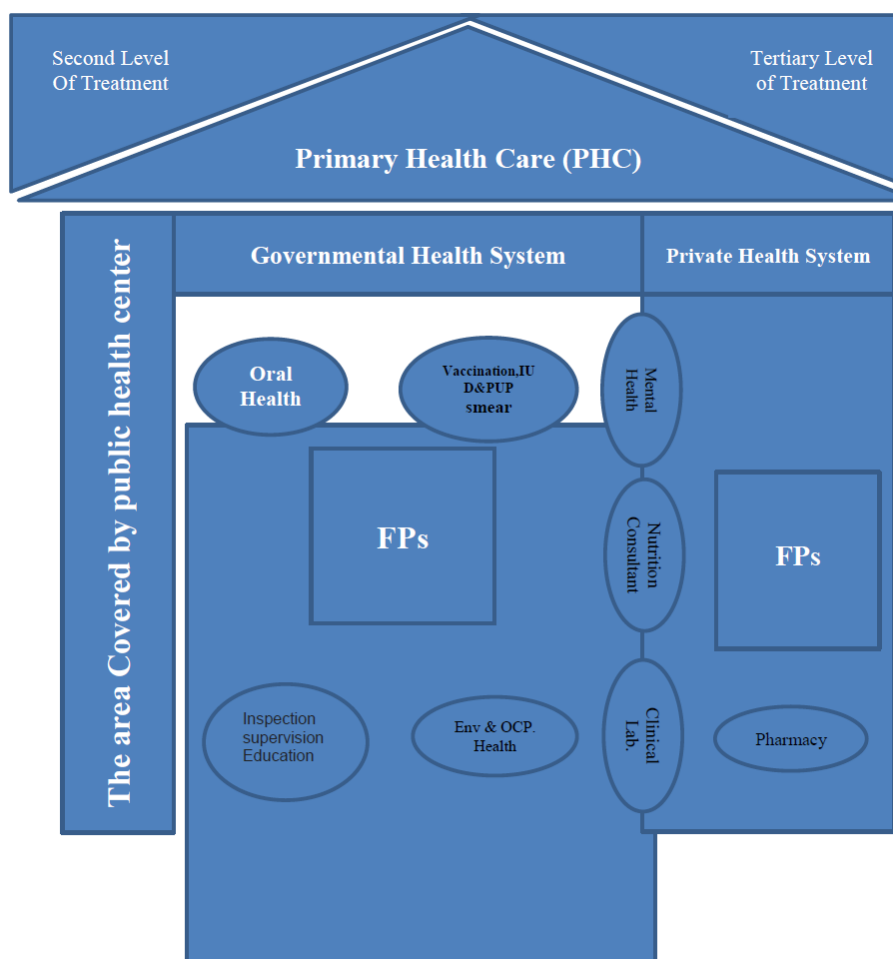 Second Level
Of Treatment
Tertiary Level
of Treatment
Primary Health Care (PHC)
The area Covered by public health center
Governmental Health System
Private Health System
Oral
Health
Vaccination,IU
D&PUP
smear
Mental
Health
FPs
Nutrition
Consultant
FPs
Inspection
supervision
Education
Env & OCP.
Health
Clinical
Lab.
Pharmacy